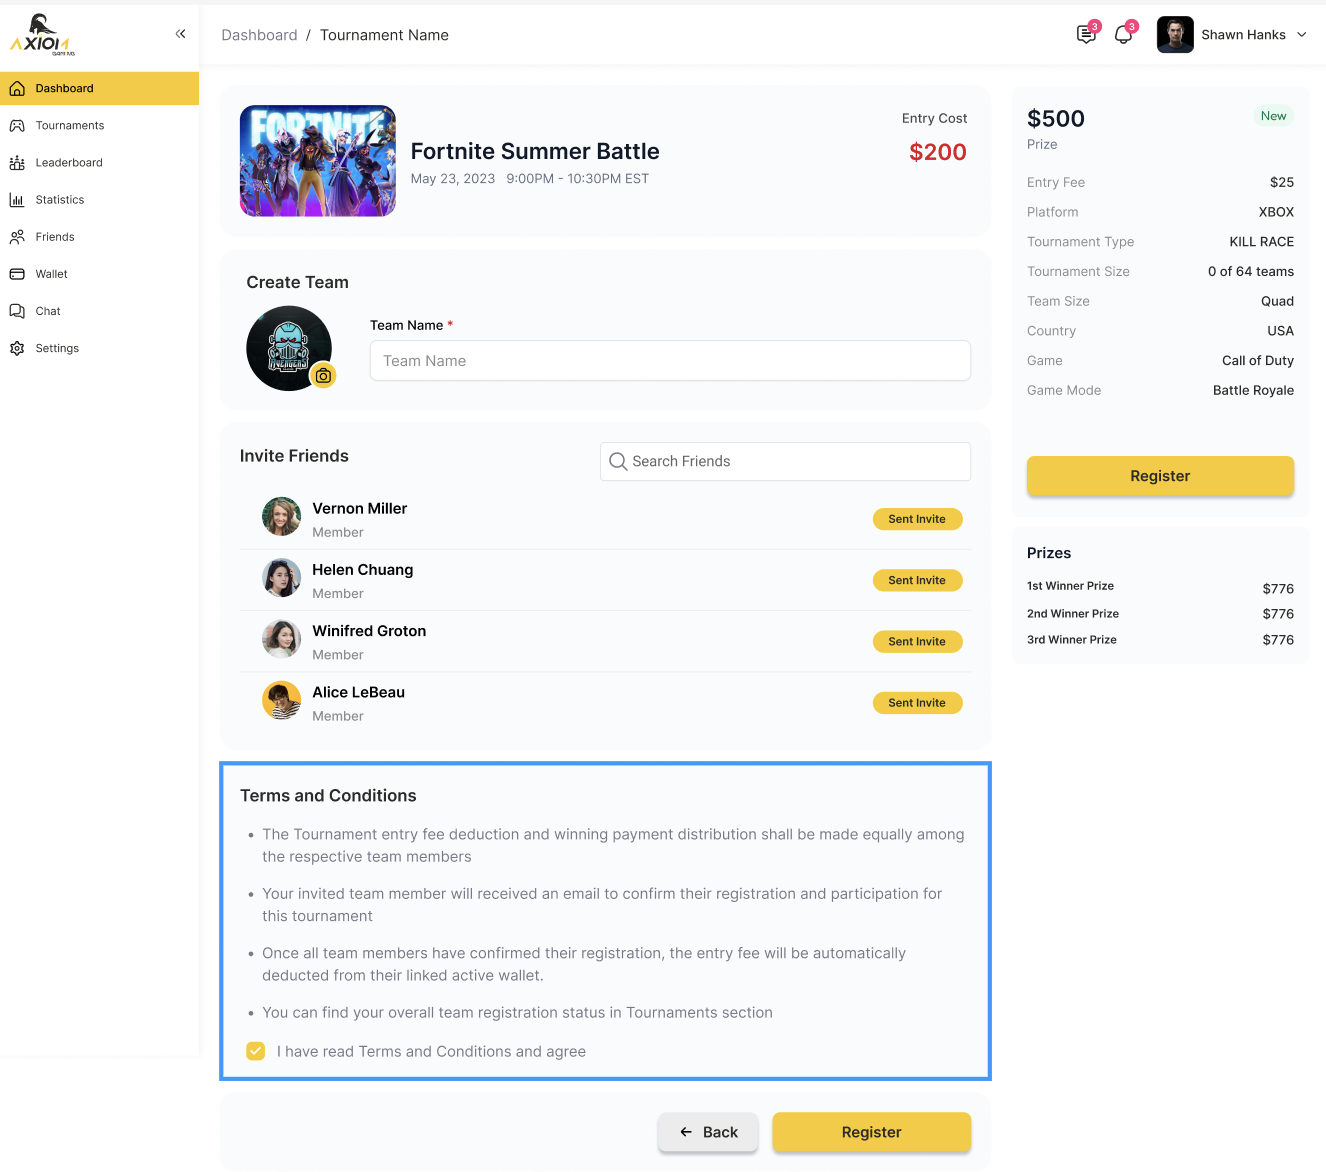 AXIOM
GAMING
Dashboard / Tournament Name
3
3
Shawn Hanks
Dashboard
Tournaments
Leaderboard
Statistics
Friends
Wallet
Chat
Settings
FORTNITE
Fortnite Summer Battle
May 23, 2023 9:00PM - 10:30PM EST
Entry Cost
$200
Create Team
AVENGERS
Team Name *
Team Name
Invite Friends
Search Friends
Vernon Miller
Member
Sent Invite
Helen Chuang
Member
Sent Invite
Winifred Groton
Member
Sent Invite
Alice LeBeau
Member
Sent Invite
Terms and Conditions
• The Tournament entry fee deduction and winning payment distribution shall be made equally among
the respective team members
• Your invited team member will received an email to confirm their registration and participation for
this tournament
• Once all team members have confirmed their registration, the entry fee will be automatically
deducted from their linked active wallet.
• You can find your overall team registration status in Tournaments section
I have read Terms and Conditions and agree
← Back
Register
$500
New
Prize
Entry Fee $25
Platform XBOX
Tournament Type KILL RACE
Tournament Size 0 of 64 teams
Team Size Quad
Country USA
Game Call of Duty
Game Mode Battle Royale
Register
Prizes
1st Winner Prize $776
2nd Winner Prize $776
3rd Winner Prize $776